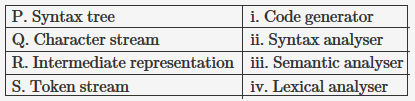 P. Syntax tree i. Code generator
Q. Character stream ii. Syntax analyser
R. Intermediate representation iii. Semantic analyser
S. Token stream iv. Lexical analyser